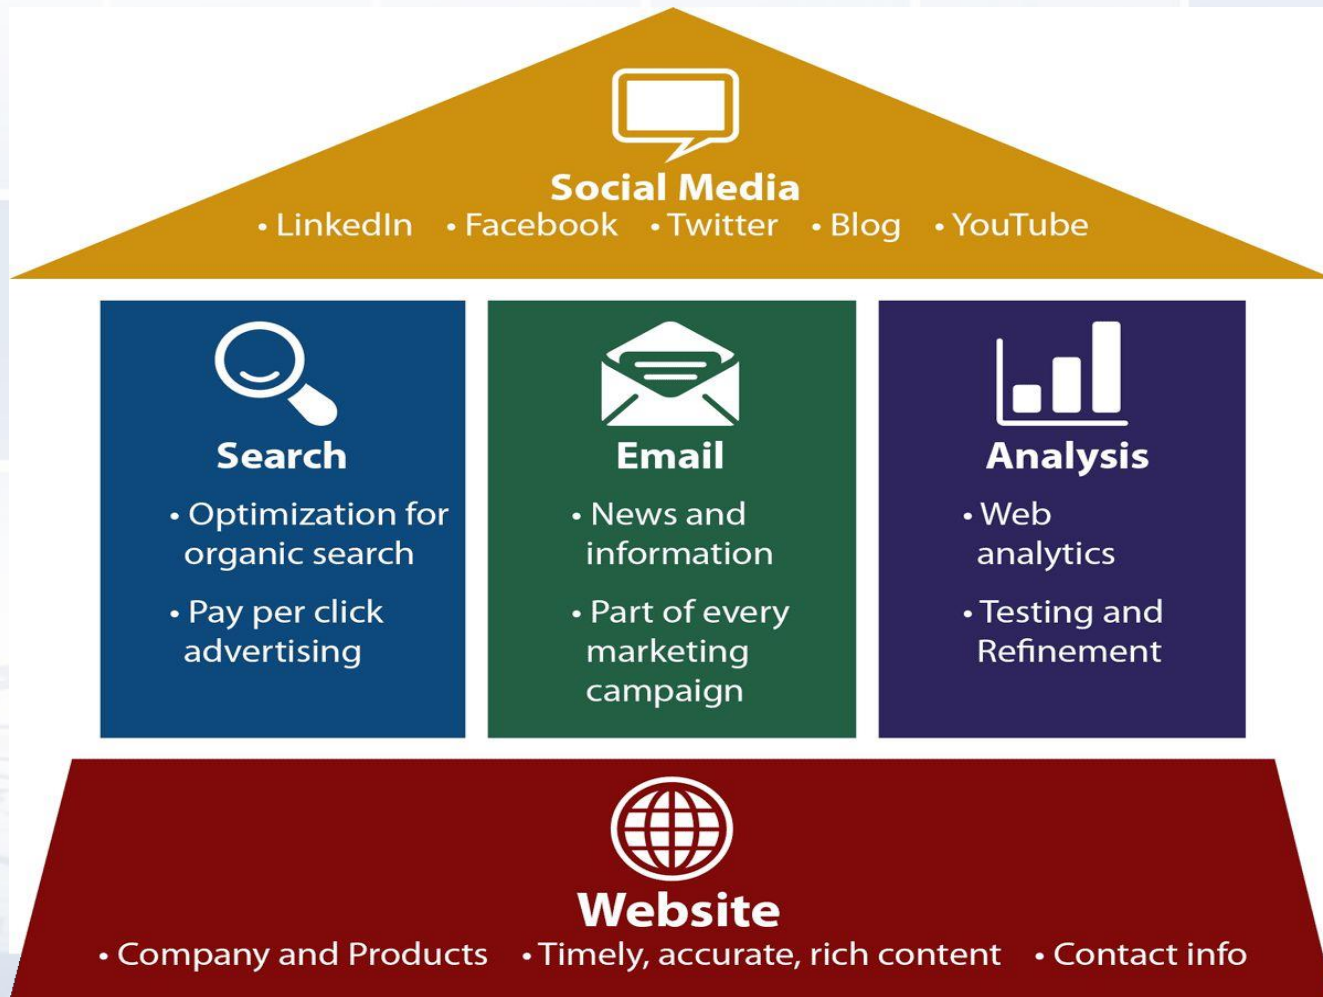 Social Media
• LinkedIn • Facebook • Twitter • Blog • YouTube
Search
• Optimization for
organic search
• Pay per click
advertising
Email
• News and
information
• Part of every
marketing
campaign
Analysis
• Web
analytics
• Testing and
Refinement
Website
• Company and Products • Timely, accurate, rich content • Contact info